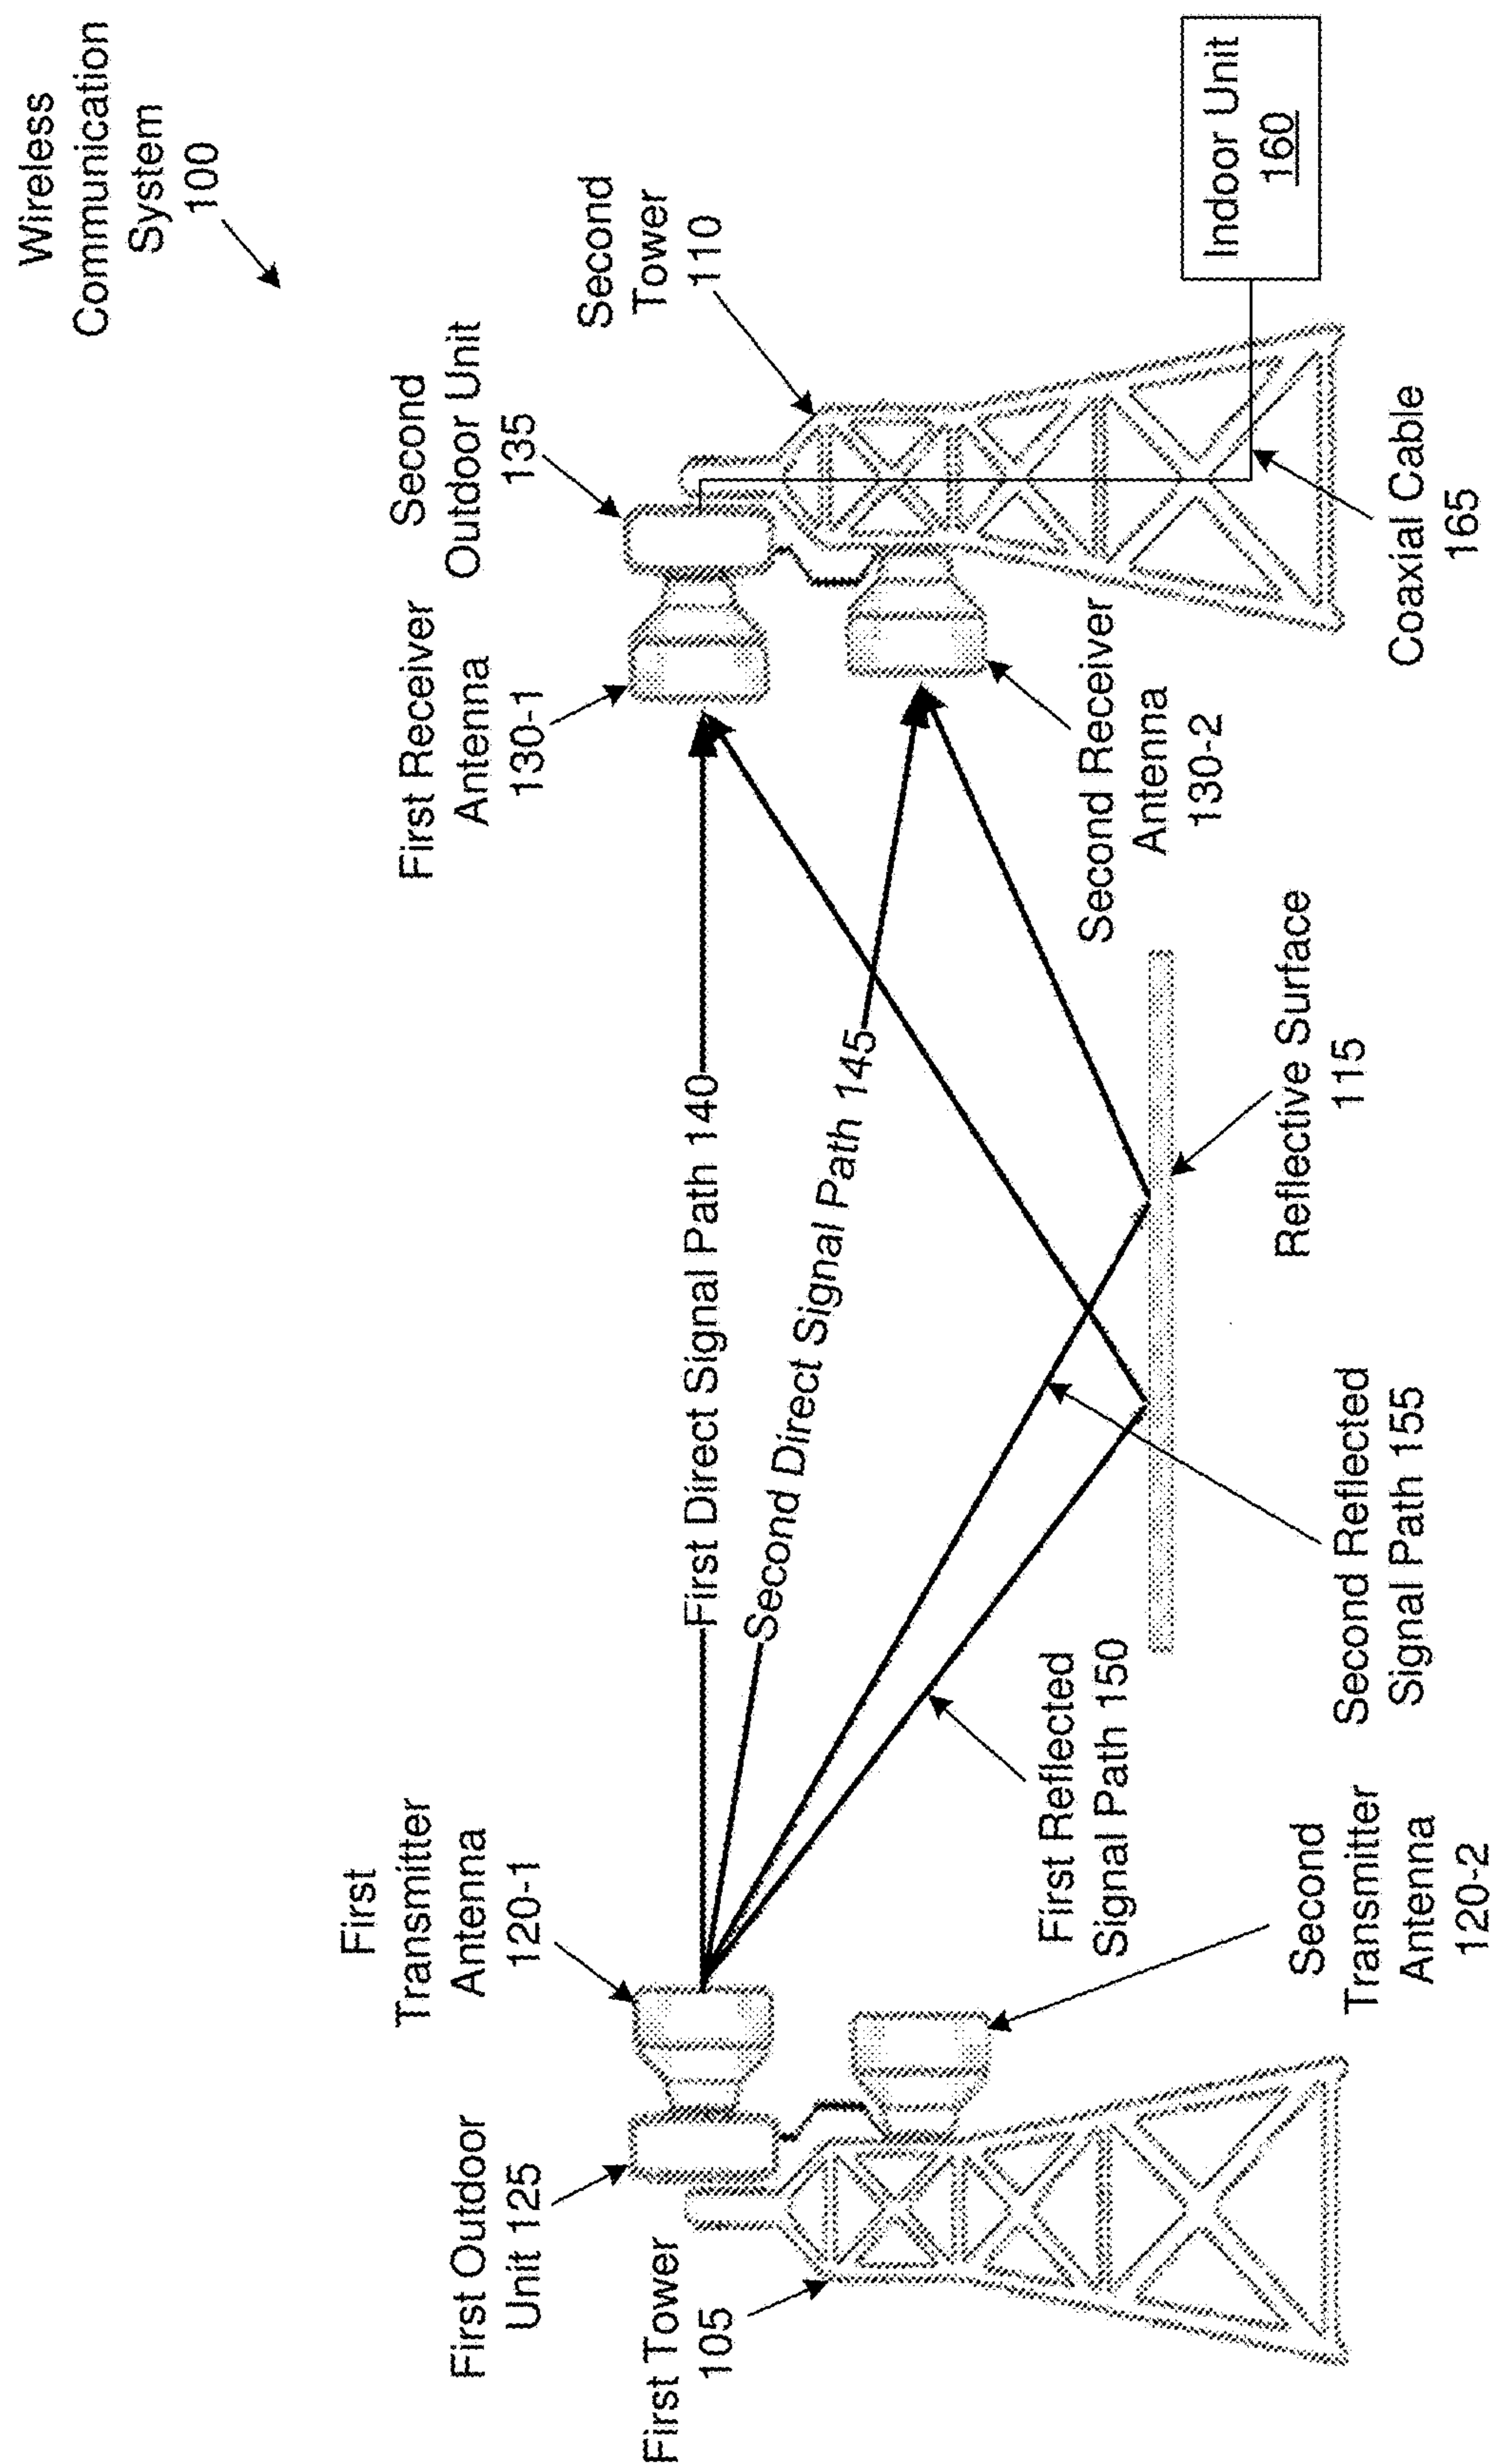 Wireless
Communication
System
100
First
Transmitter
Antenna
120-1
First Receiver
Antenna
130-1
Second
Outdoor Unit
135
Second
Tower
110
First Outdoor
Unit 125
First Tower
105
First Direct Signal Path 140
Second Direct Signal Path 145
First Reflected
Signal Path 150
Second Receiver
Antenna
130-2
Indoor Unit
160
Second
Transmitter
Antenna
120-2
Second Reflected
Signal Path 155
Reflective Surface
115
Coaxial Cable
165